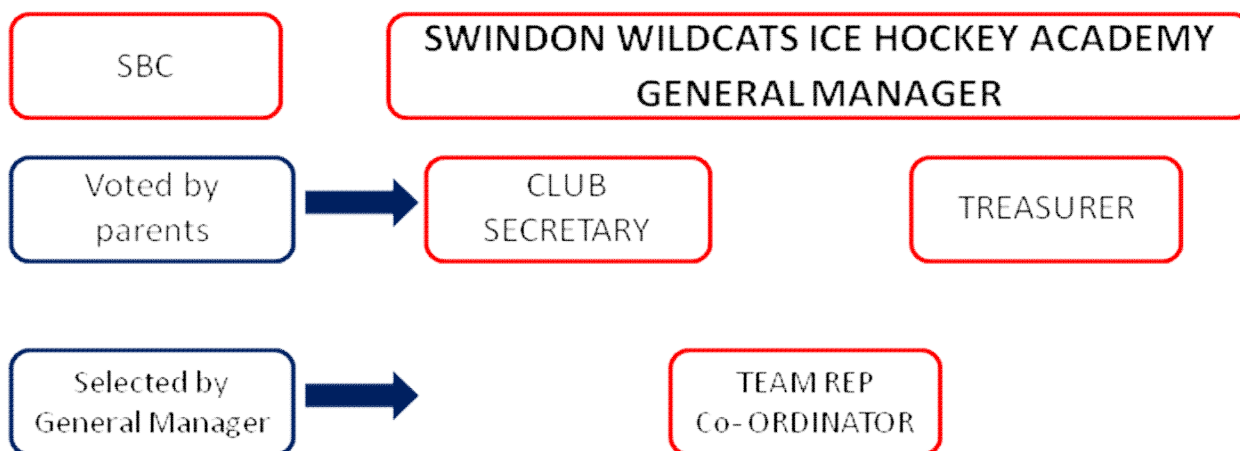 SBC
SWINDON WILDCATS ICE HOCKEY ACADEMY
GENERAL MANAGER
Voted by
parents
CLUB
SECRETARY
TREASURER
Selected by
General Manager
TEAM REP
Co- ORDINATOR